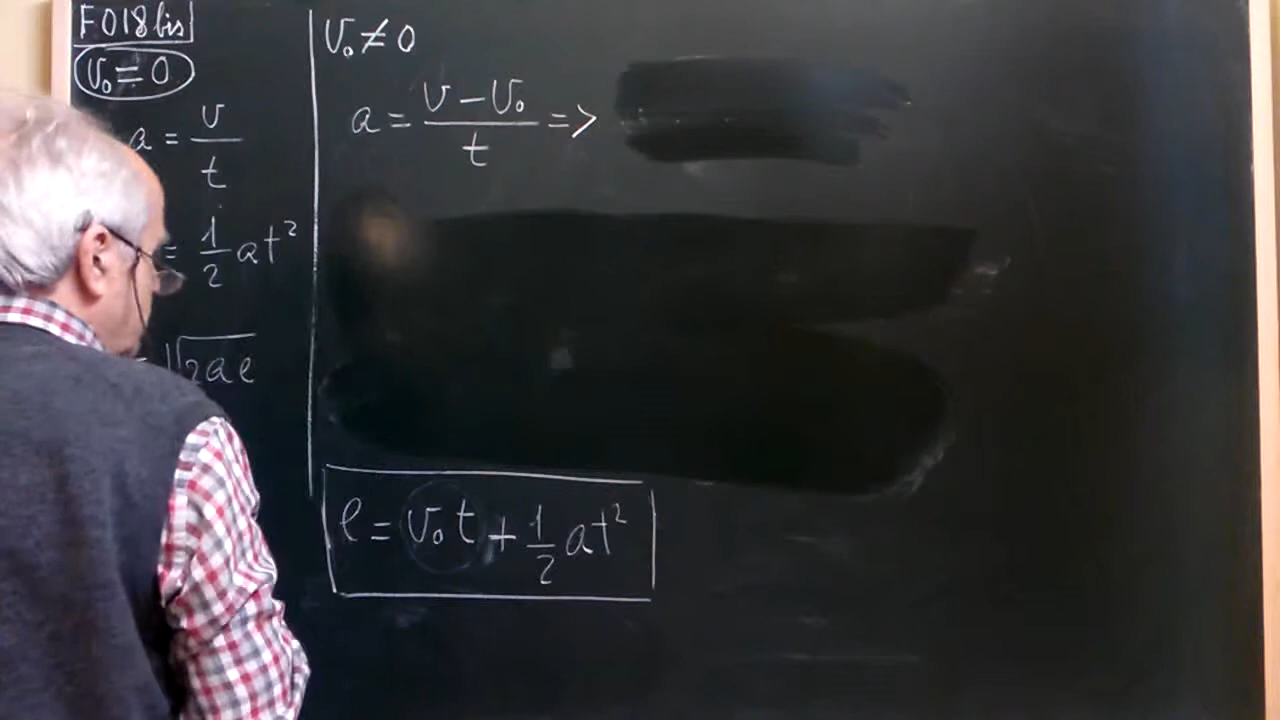 F018bis
v₀ = 0
a = v/t
= 1/2 at²
= √2ae
v₀ ≠ 0
a = (v - v₀)/t =>
e = v₀t + 1/2 at²